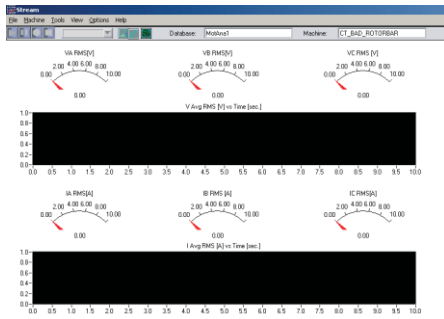 Stream
File Machine Tools View Options Help
Database: MotAna1 Machine: CT_BAD_ROTORBAR
VA RMS[V] VB RMS[V] VC RMS[V]
0.00 2.00 4.00 6.00 8.00 10.00 0.00 2.00 4.00 6.00 8.00 10.00 0.00 2.00 4.00 6.00 8.00 10.00
0.00 0.00 0.00
V Avg RMS [V] vs Time [sec.]
1.0
0.8
0.6
0.4
0.2
0.0
0.0 0.5 1.0 1.5 2.0 2.5 3.0 3.5 4.0 4.5 5.0 5.5 6.0 6.5 7.0 7.5 8.0 8.5 9.0 9.5 10.0
IA RMS[A] IB RMS [A] IC RMS[A]
0.00 2.00 4.00 6.00 8.00 10.00 0.00 2.00 4.00 6.00 8.00 10.00 0.00 2.00 4.00 6.00 8.00 10.00
0.00 0.00 0.00
I Avg RMS [A] vs Time [sec.]
1.0
0.8
0.6
0.4
0.2
0.0
0.0 0.5 1.0 1.5 2.0 2.5 3.0 3.5 4.0 4.5 5.0 5.5 6.0 6.5 7.0 7.5 8.0 8.5 9.0 9.5 10.0